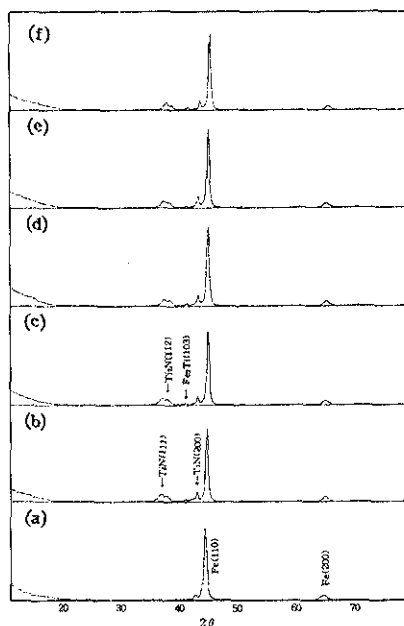 (f)
(e)
(d)
(c)
Ti₂N(112)
Fe₂Ti(103)
(b)
TiN(111)
TiN(200)
(a)
Fe(110)
Fe(200)
20 30 40 50 60 70
2θ